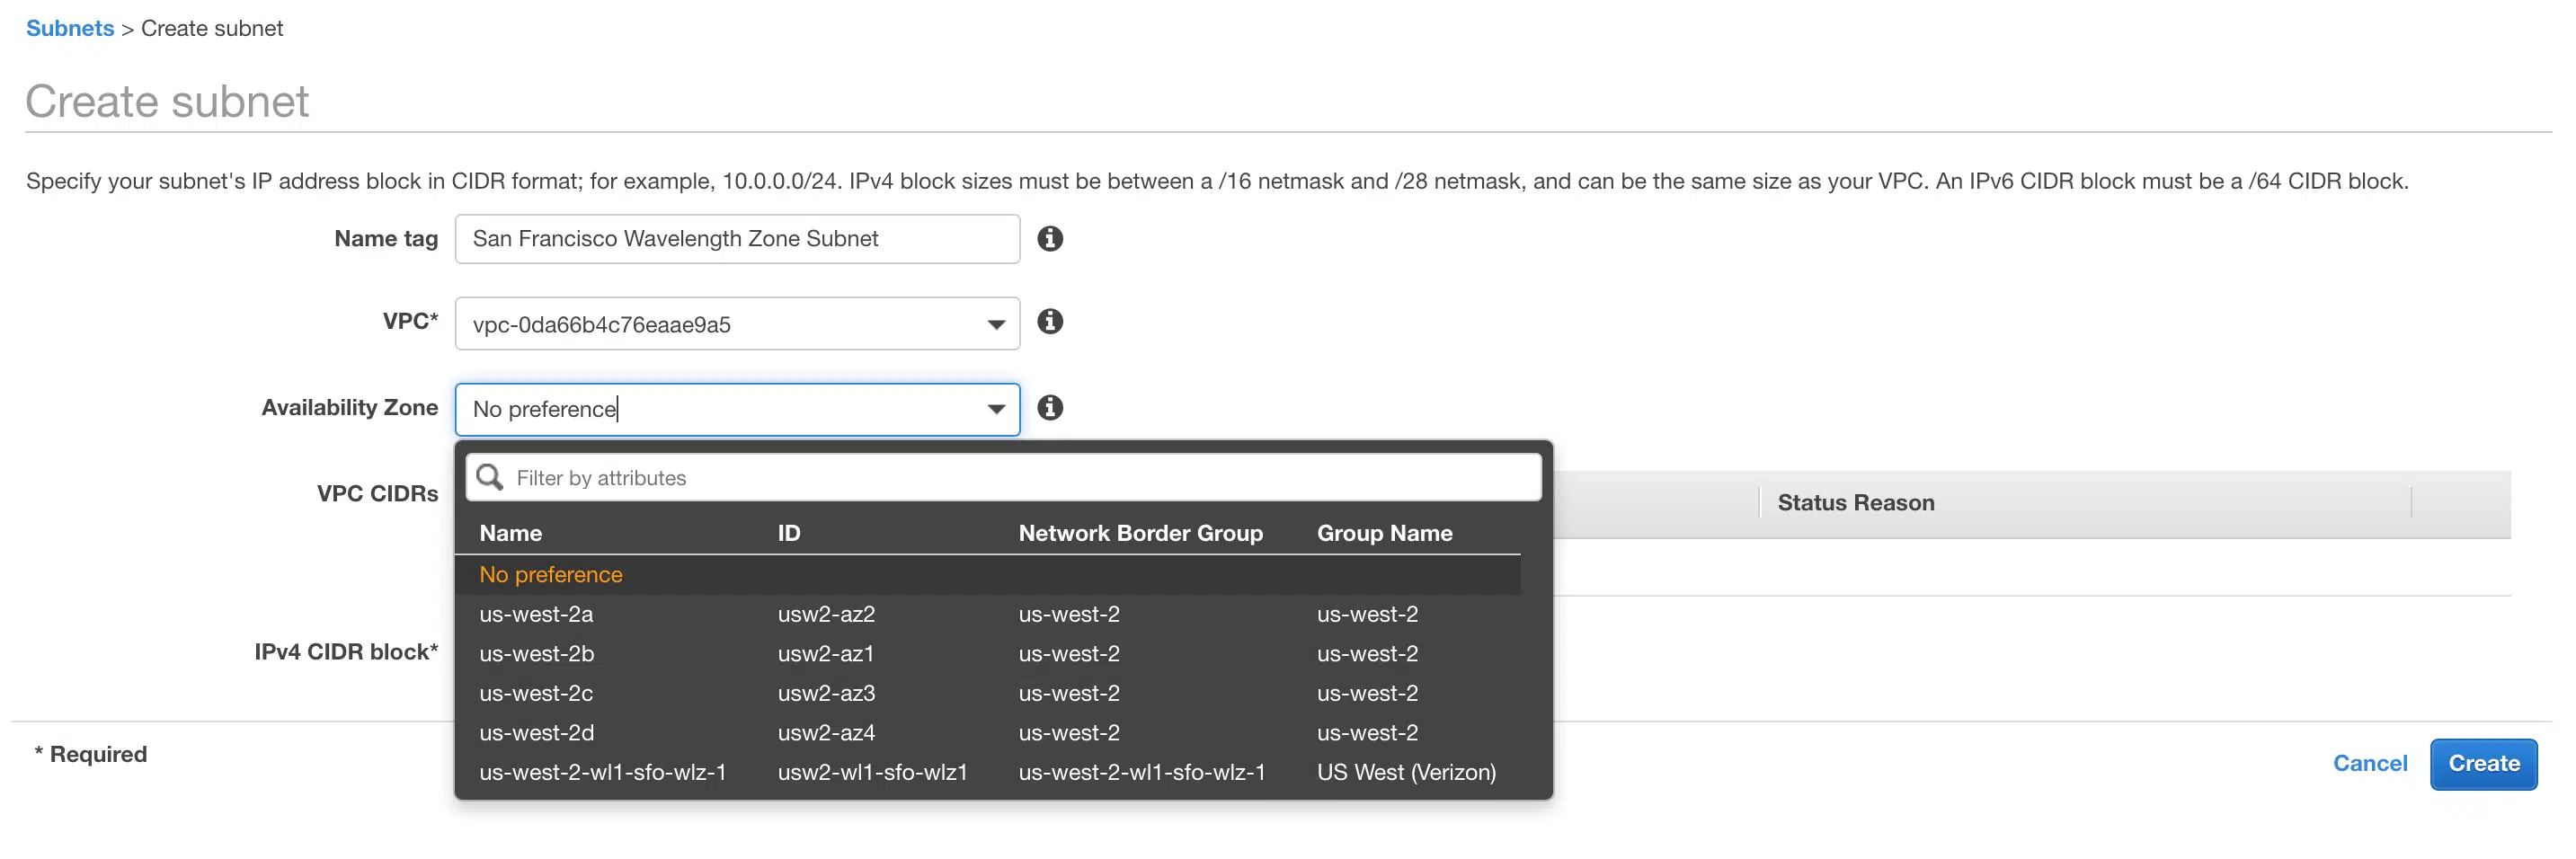 Subnets > Create subnet
Create subnet
Specify your subnet's IP address block in CIDR format; for example, 10.0.0.0/24. IPv4 block sizes must be between a /16 netmask and /28 netmask, and can be the same size as your VPC. An IPv6 CIDR block must be a /64 CIDR block.
Name tag San Francisco Wavelength Zone Subnet
VPC* vpc-0da66b4c76eaae9a5
Availability Zone No preference
Filter by attributes
VPC CIDRs Status Reason
Name ID Network Border Group Group Name
No preference
us-west-2a usw2-az2 us-west-2 us-west-2
us-west-2b usw2-az1 us-west-2 us-west-2
IPv4 CIDR block*
us-west-2c usw2-az3 us-west-2 us-west-2
us-west-2d usw2-az4 us-west-2 us-west-2
us-west-2-wl1-sfo-wlz-1 usw2-wl1-sfo-wlz1 us-west-2-wl1-sfo-wlz-1 US West (Verizon)
* Required
Cancel Create